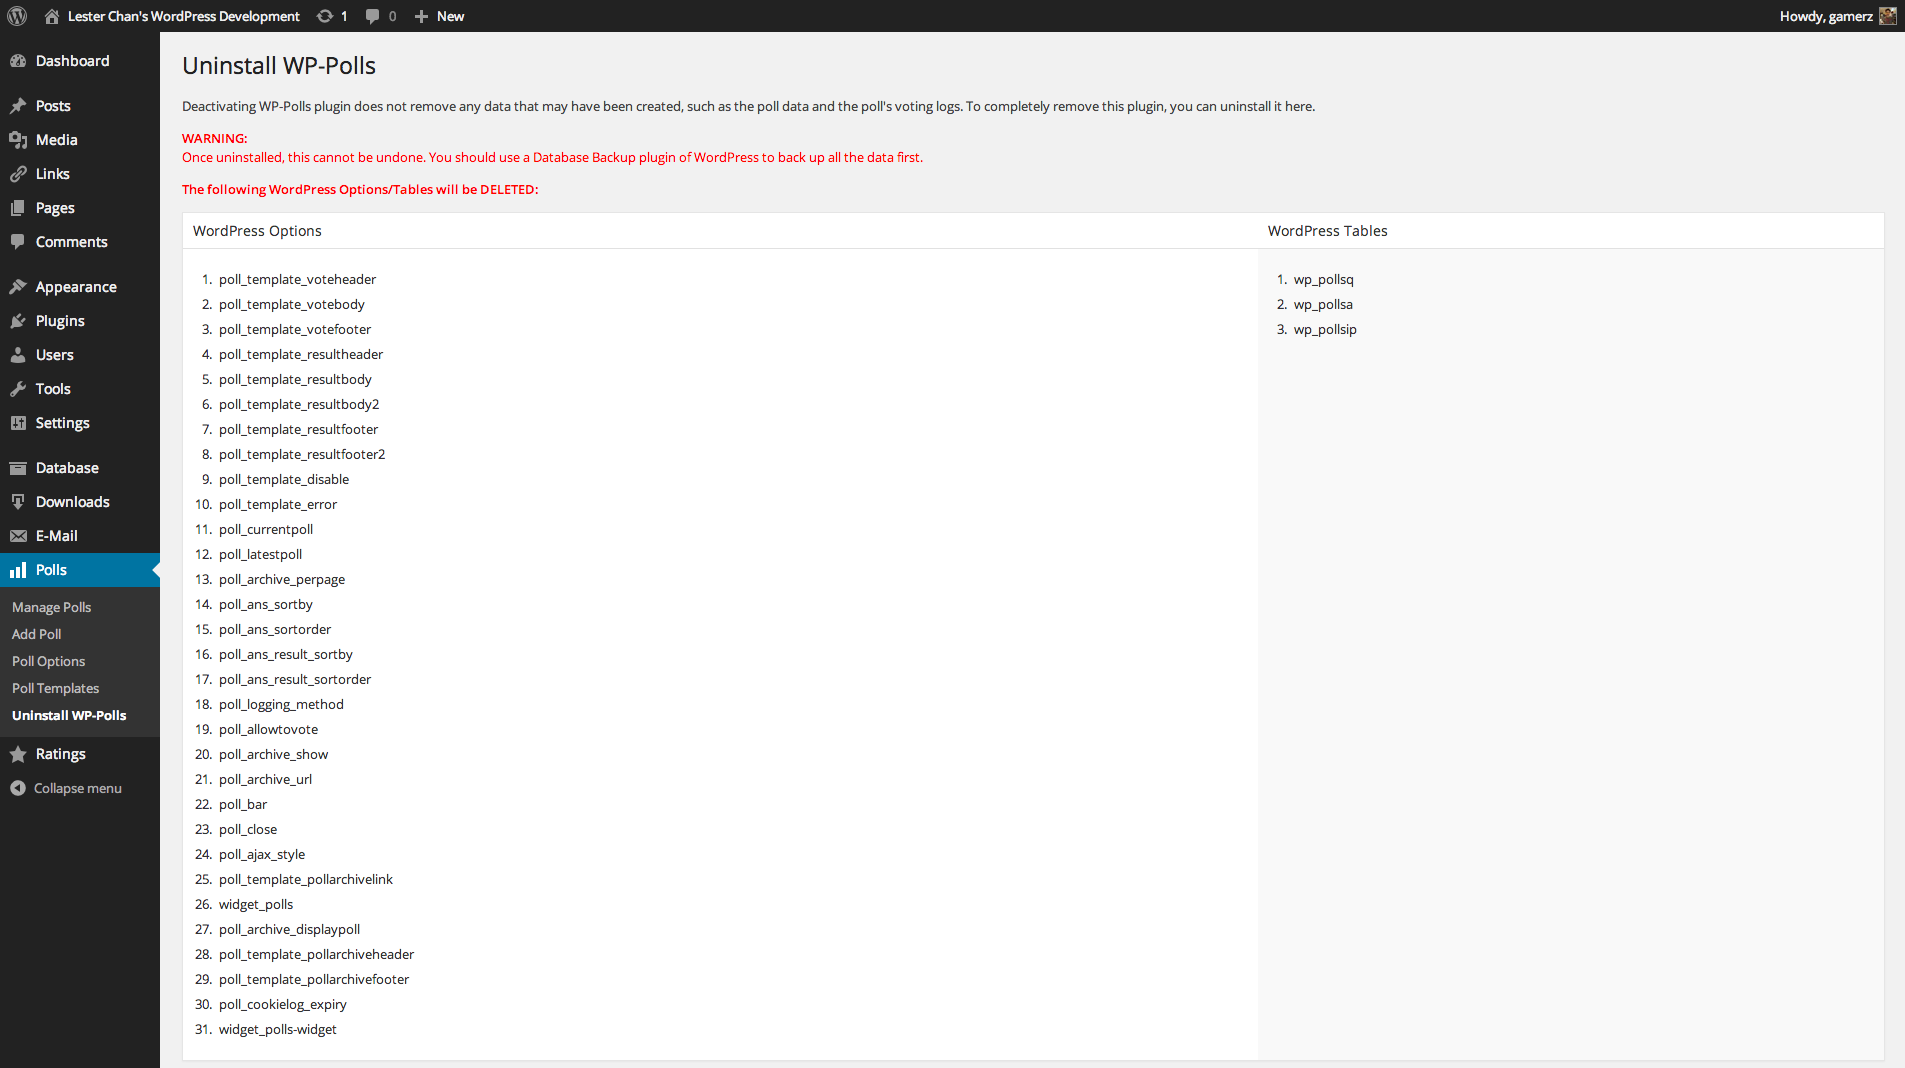 Lester Chan's WordPress Development 1 0 New Howdy, gamerz
Dashboard
Posts
Media
Links
Pages
Comments
Appearance
Plugins
Users
Tools
Settings
Database
Downloads
E-Mail
Polls
Manage Polls
Add Poll
Poll Options
Poll Templates
Uninstall WP-Polls
Ratings
Collapse menu
Uninstall WP-Polls
Deactivating WP-Polls plugin does not remove any data that may have been created, such as the poll data and the poll's voting logs. To completely remove this plugin, you can uninstall it here.
WARNING:
Once uninstalled, this cannot be undone. You should use a Database Backup plugin of WordPress to back up all the data first.
The following WordPress Options/Tables will be DELETED:
WordPress Options
1. poll_template_voteheader
2. poll_template_votebody
3. poll_template_votefooter
4. poll_template_resultheader
5. poll_template_resultbody
6. poll_template_resultbody2
7. poll_template_resultfooter
8. poll_template_resultfooter2
9. poll_template_disable
10. poll_template_error
11. poll_currentpoll
12. poll_latestpoll
13. poll_archive_perpage
14. poll_ans_sortby
15. poll_ans_sortorder
16. poll_ans_result_sortby
17. poll_ans_result_sortorder
18. poll_logging_method
19. poll_allowtovote
20. poll_archive_show
21. poll_archive_url
22. poll_bar
23. poll_close
24. poll_ajax_style
25. poll_template_pollarchivelink
26. widget_polls
27. poll_archive_displaypoll
28. poll_template_pollarchiveheader
29. poll_template_pollarchivefooter
30. poll_cookielog_expiry
31. widget_polls-widget
WordPress Tables
1. wp_pollsq
2. wp_pollsa
3. wp_pollsip